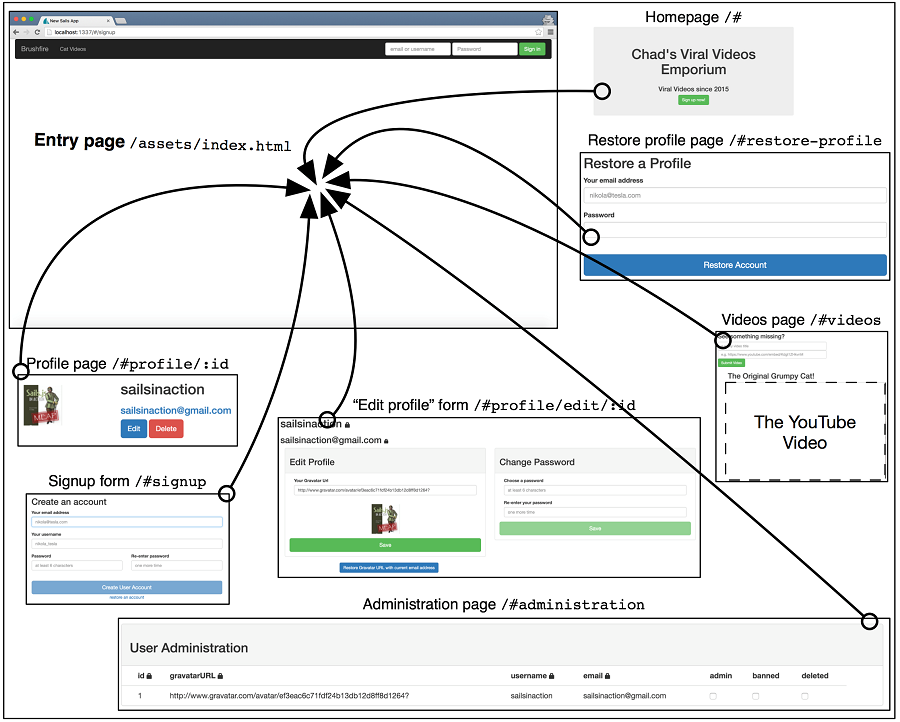 New Sails App
localhost:1337/#/signup
Brushfire
Cat Videos
email or username
Password
Sign in
Entry page /assets/index.html
Homepage /#
Chad's Viral Videos
Emporium
Viral Videos since 2015
Sign up now!
Restore profile page /#restore-profile
Restore a Profile
Your email address
nikola@tesla.com
Password
Restore Account
Videos page /#videos
something missing?
Submit Video
The Original Grumpy Cat!
The YouTube
Video
Profile page /#profile/:id
sailsinaction
sailsinaction@gmail.com
Edit
Delete
"Edit profile" form /#profile/edit/:id
sailsinaction
sailsinaction@gmail.com
Edit Profile
Your Gravatar Url
http://www.gravatar.com/avatar/ef3eac6c71fdf24b13db12d8ff8d1264?
Save
Restore Gravatar URL with current email address
Change Password
Choose a password
at least 6 characters
Re-enter your password
one more time
Save
Signup form /#signup
Create an account
Your email address
nikola@tesla.com
Your username
nikola_tesla
Password
Re-enter password
at least 6 characters
one more time
Create User Account
restore an account
Administration page /#administration
User Administration
id gravatarURL username email admin banned deleted
1 http://www.gravatar.com/avatar/ef3eac6c71fdf24b13db12d8ff8d1264? sailsinaction sailsinaction@gmail.com